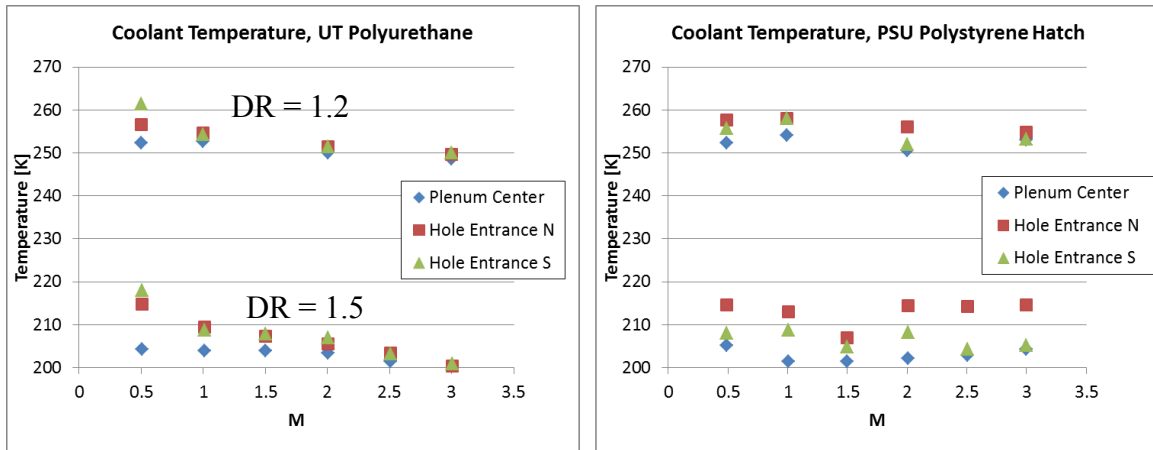 Coolant Temperature, UT Polyurethane
270
260
250
240
230
220
210
200
Temperature [K]
DR = 1.2
DR = 1.5
Plenum Center
Hole Entrance N
Hole Entrance S
0 0.5 1 1.5 2 2.5 3 3.5
M
Coolant Temperature, PSU Polystyrene Hatch
270
260
250
240
230
220
210
200
Temperature [K]
Plenum Center
Hole Entrance N
Hole Entrance S
0 0.5 1 1.5 2 2.5 3 3.5
M